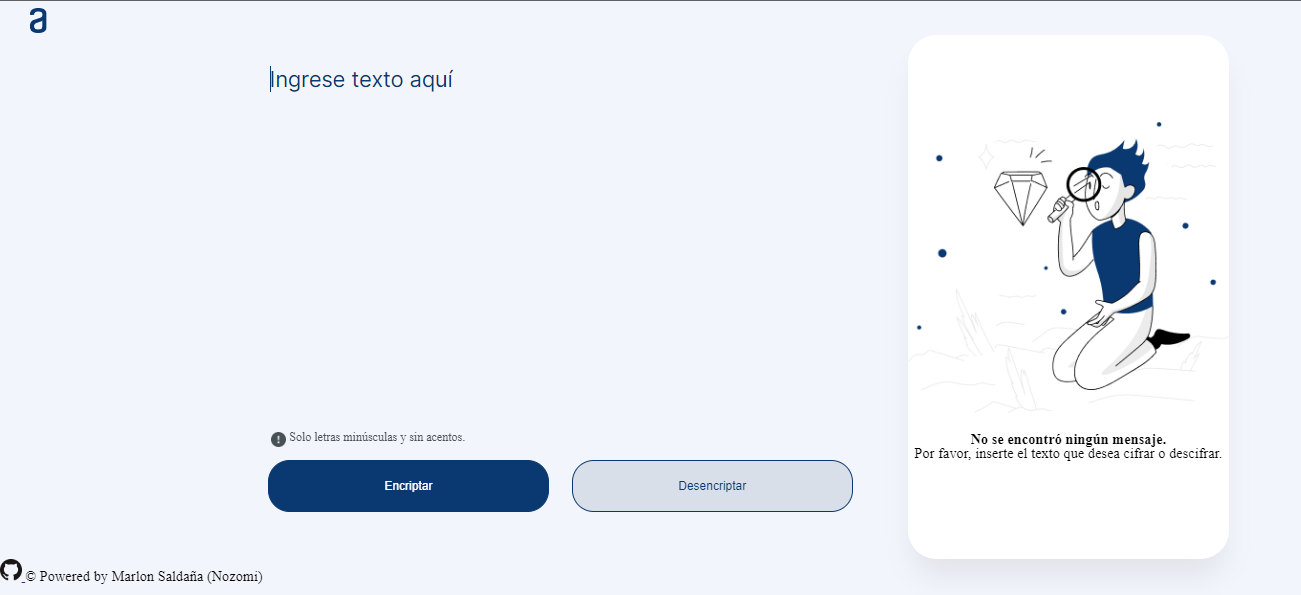 a
Ingrese texto aquí
Solo letras minúsculas y sin acentos.
Encriptar
Desencriptar
No se encontró ningún mensaje.
Por favor, inserte el texto que desea cifrar o descifrar.
© Powered by Marlon Saldaña (Nozomi)